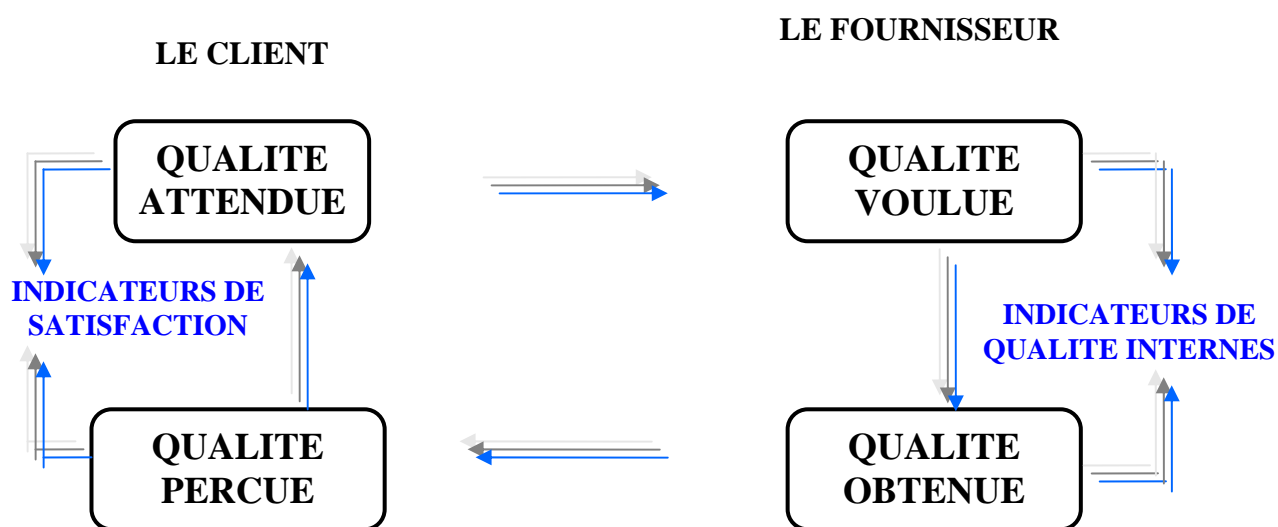 LE CLIENT
LE FOURNISSEUR
QUALITE
ATTENDUE
QUALITE
VOULUE
INDICATEURS DE
SATISFACTION
INDICATEURS DE
QUALITE INTERNES
QUALITE
PERCUE
QUALITE
OBTENUE